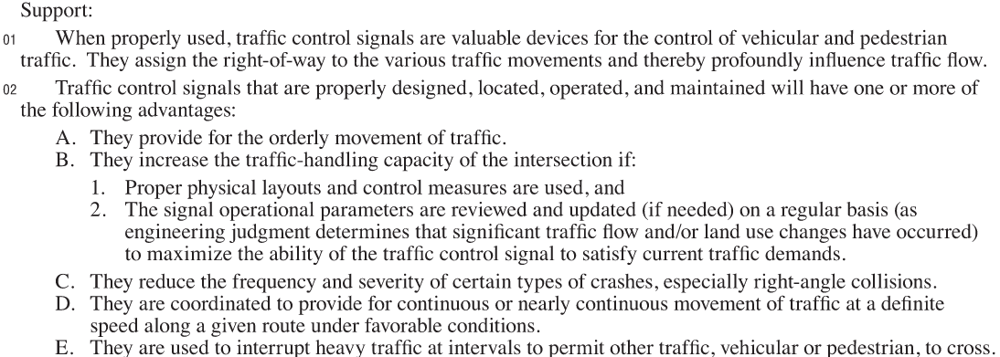 Support:
01 When properly used, traffic control signals are valuable devices for the control of vehicular and pedestrian
traffic. They assign the right-of-way to the various traffic movements and thereby profoundly influence traffic flow.
02 Traffic control signals that are properly designed, located, operated, and maintained will have one or more of
the following advantages:
A. They provide for the orderly movement of traffic.
B. They increase the traffic-handling capacity of the intersection if:
1. Proper physical layouts and control measures are used, and
2. The signal operational parameters are reviewed and updated (if needed) on a regular basis (as
engineering judgment determines that significant traffic flow and/or land use changes have occurred)
to maximize the ability of the traffic control signal to satisfy current traffic demands.
C. They reduce the frequency and severity of certain types of crashes, especially right-angle collisions.
D. They are coordinated to provide for continuous or nearly continuous movement of traffic at a definite
speed along a given route under favorable conditions.
E. They are used to interrupt heavy traffic at intervals to permit other traffic, vehicular or pedestrian, to cross.